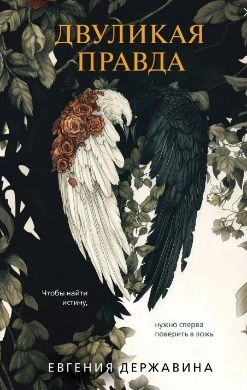 ДВУЛИКАЯ
ПРАВДА
Чтобы найти
истину,
нужно сперва
поверить в ложь
ЕВГЕНИЯ ДЕРЖАВИНА